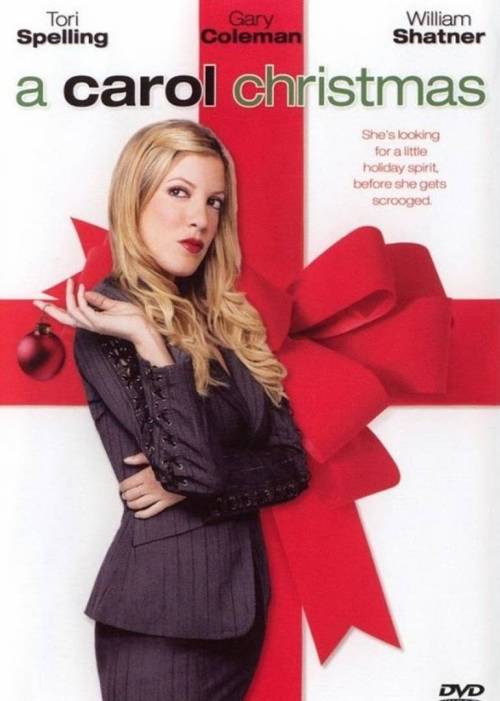 Tori
Spelling
Gary
Coleman
William
Shatner
a carol christmas
She's looking
for a little
holiday spirit,
before she gets
scrooged.
DVD